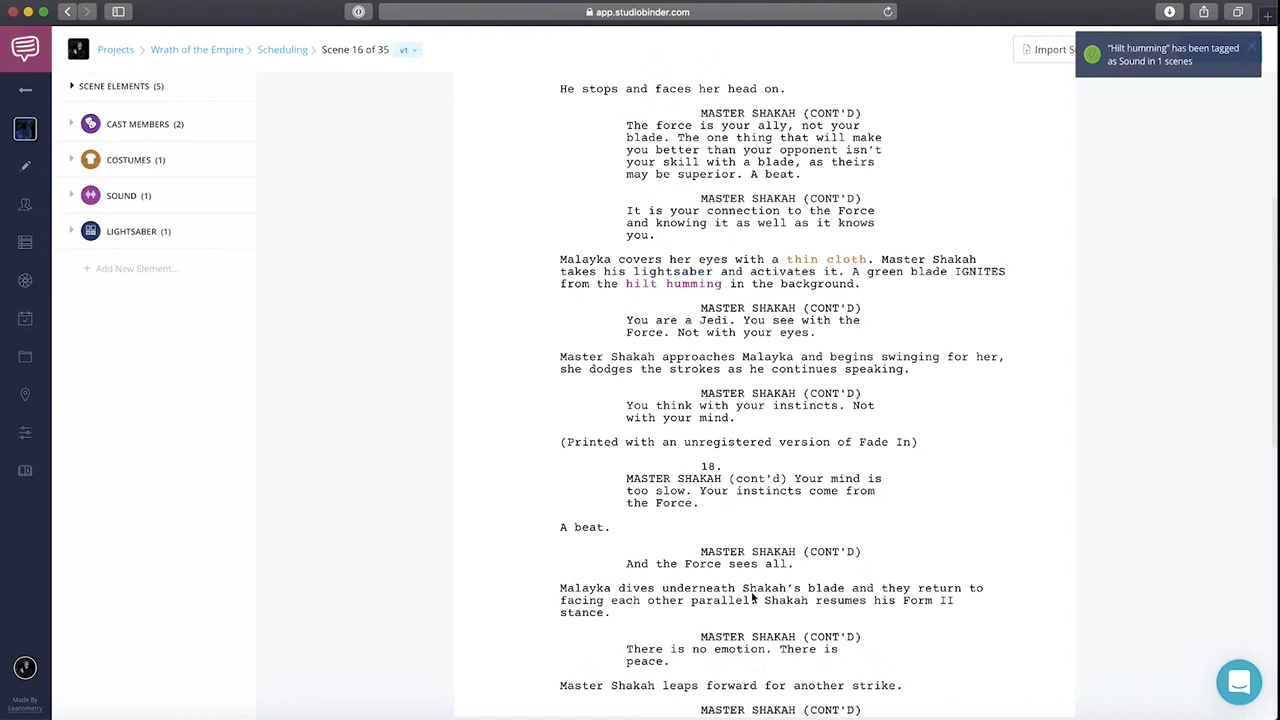 app.studiobinder.com
Projects > Wrath of the Empire > Scheduling > Scene 16 of 35 v1
Import S
"Hilt humming" has been tagged
as Sound in 1 scenes
SCENE ELEMENTS (5)
CAST MEMBERS (2)
COSTUMES (1)
SOUND (1)
LIGHTSABER (1)
+ Add New Element...
He stops and faces her head on.
MASTER SHAKAH (CONT'D)
The force is your ally, not your
blade. The one thing that will make
you better than your opponent isn't
your skill with a blade, as theirs
may be superior. A beat.
MASTER SHAKAH (CONT'D)
It is your connection to the Force
and knowing it as well as it knows
you.
Malayka covers her eyes with a thin cloth. Master Shakah
takes his lightsaber and activates it. A green blade IGNITES
from the hilt humming in the background.
MASTER SHAKAH (CONT'D)
You are a Jedi. You see with the
Force. Not with your eyes.
Master Shakah approaches Malayka and begins swinging for her,
she dodges the strokes as he continues speaking.
MASTER SHAKAH (CONT'D)
You think with your instincts. Not
with your mind.
(Printed with an unregistered version of Fade In)
18.
MASTER SHAKAH (cont'd) Your mind is
too slow. Your instincts come from
the Force.
A beat.
MASTER SHAKAH (CONT'D)
And the Force sees all.
Malayka dives underneath Shakah's blade and they return to
facing each other parallel. Shakah resumes his Form II
stance.
MASTER SHAKAH (CONT'D)
There is no emotion. There is
peace.
Master Shakah leaps forward for another strike.
MASTER SHAKAH (CONT'D)
Made By
Leanometry